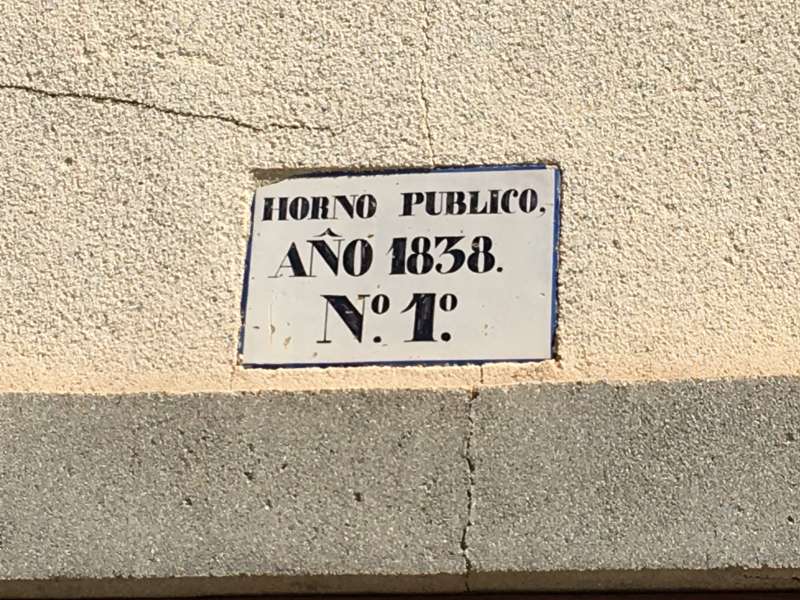 HORNO PUBLICO,
AÑO 1838.
Nº. 1º.